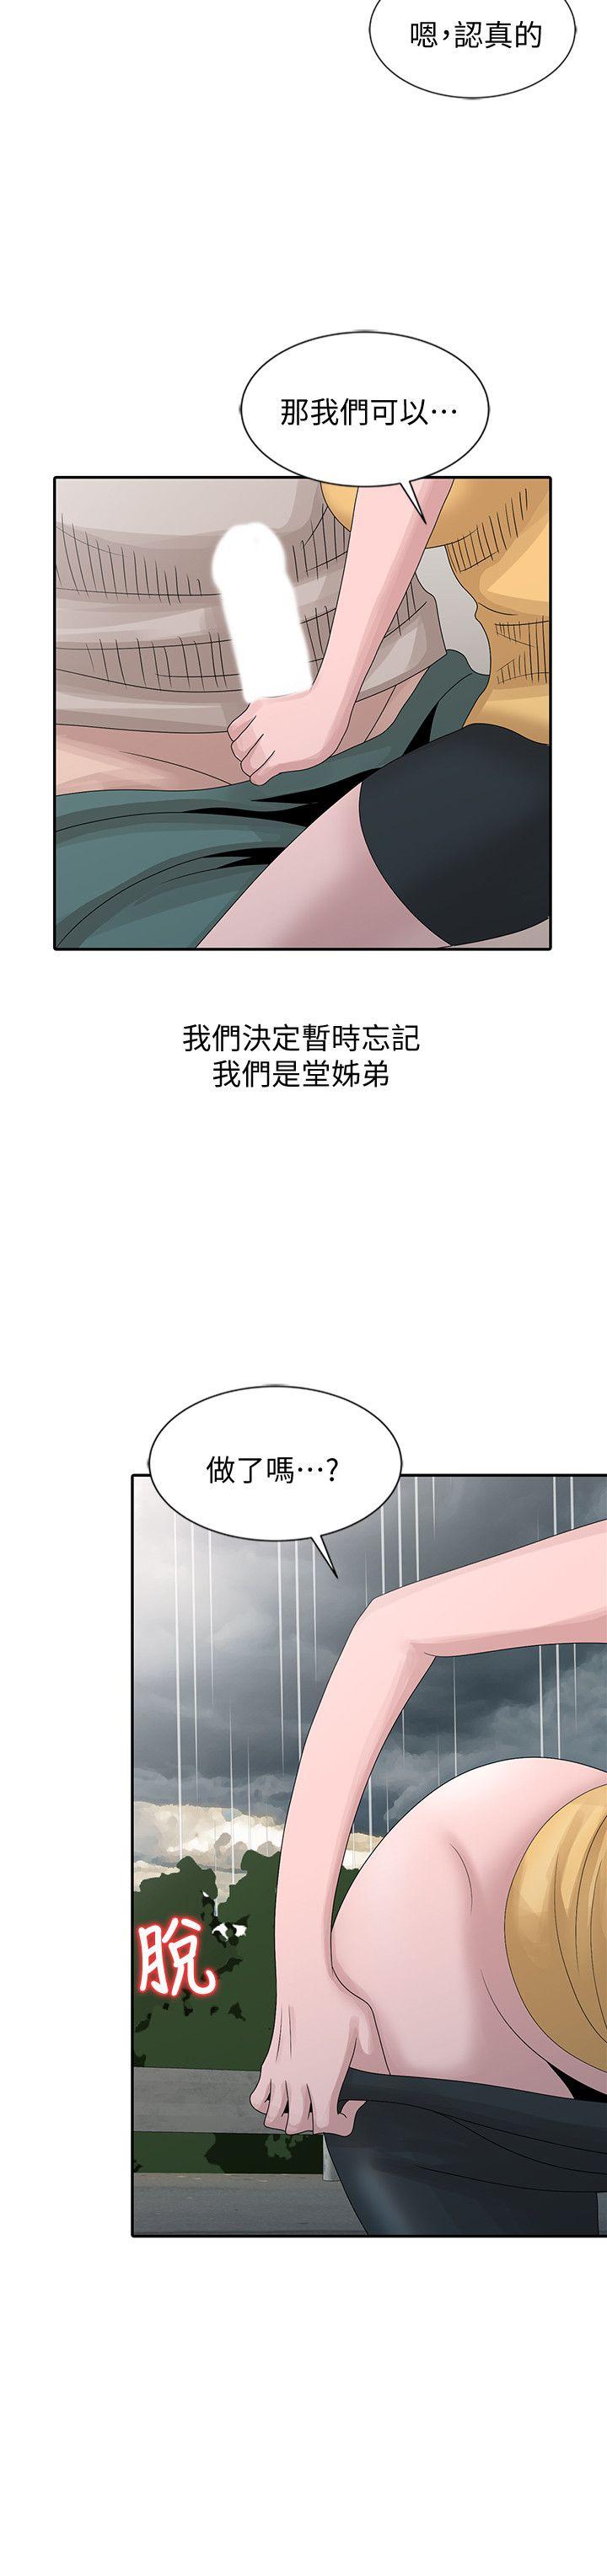 嗯，認真的
那我們可以⋯
我們決定暫時忘記
我們是堂姊弟
做了嗎⋯?
脫